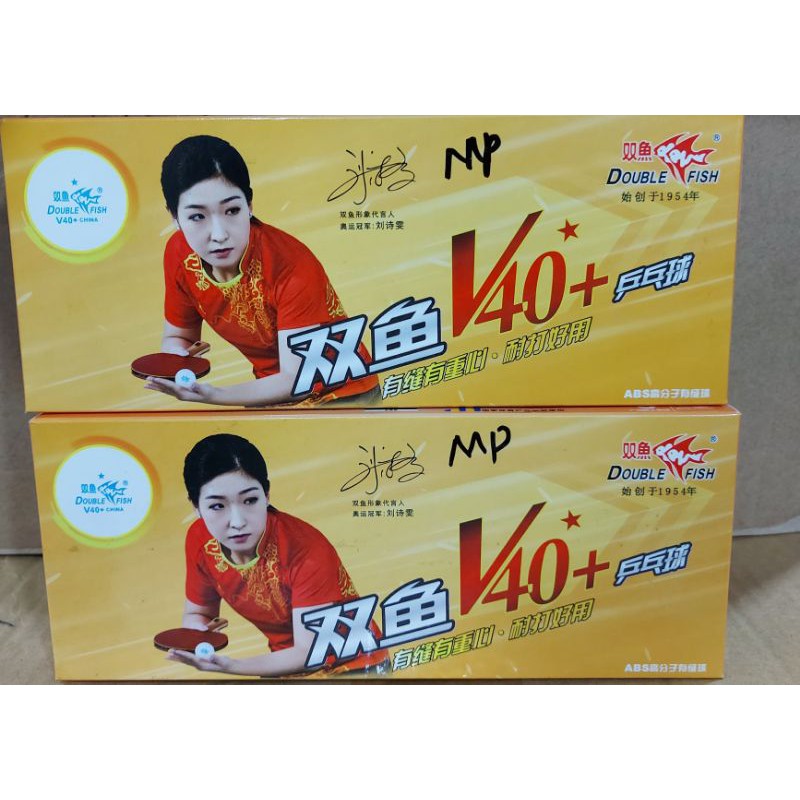 双鱼
DOUBLE FISH
V40+ CHINA
MP
双鱼形象代言人
奥运冠军:刘诗雯
双鱼
®
DOUBLE FISH
始创于1954年
双鱼 V40+ 乒乓球
有缝有重心·耐打好用
ABS高分子有缝球
双鱼
DOUBLE FISH
V40+ CHINA
MP
双鱼形象代言人
奥运冠军:刘诗雯
双鱼
®
DOUBLE FISH
始创于1954年
双鱼 V40+ 乒乓球
有缝有重心·耐打好用
ABS高分子有缝球